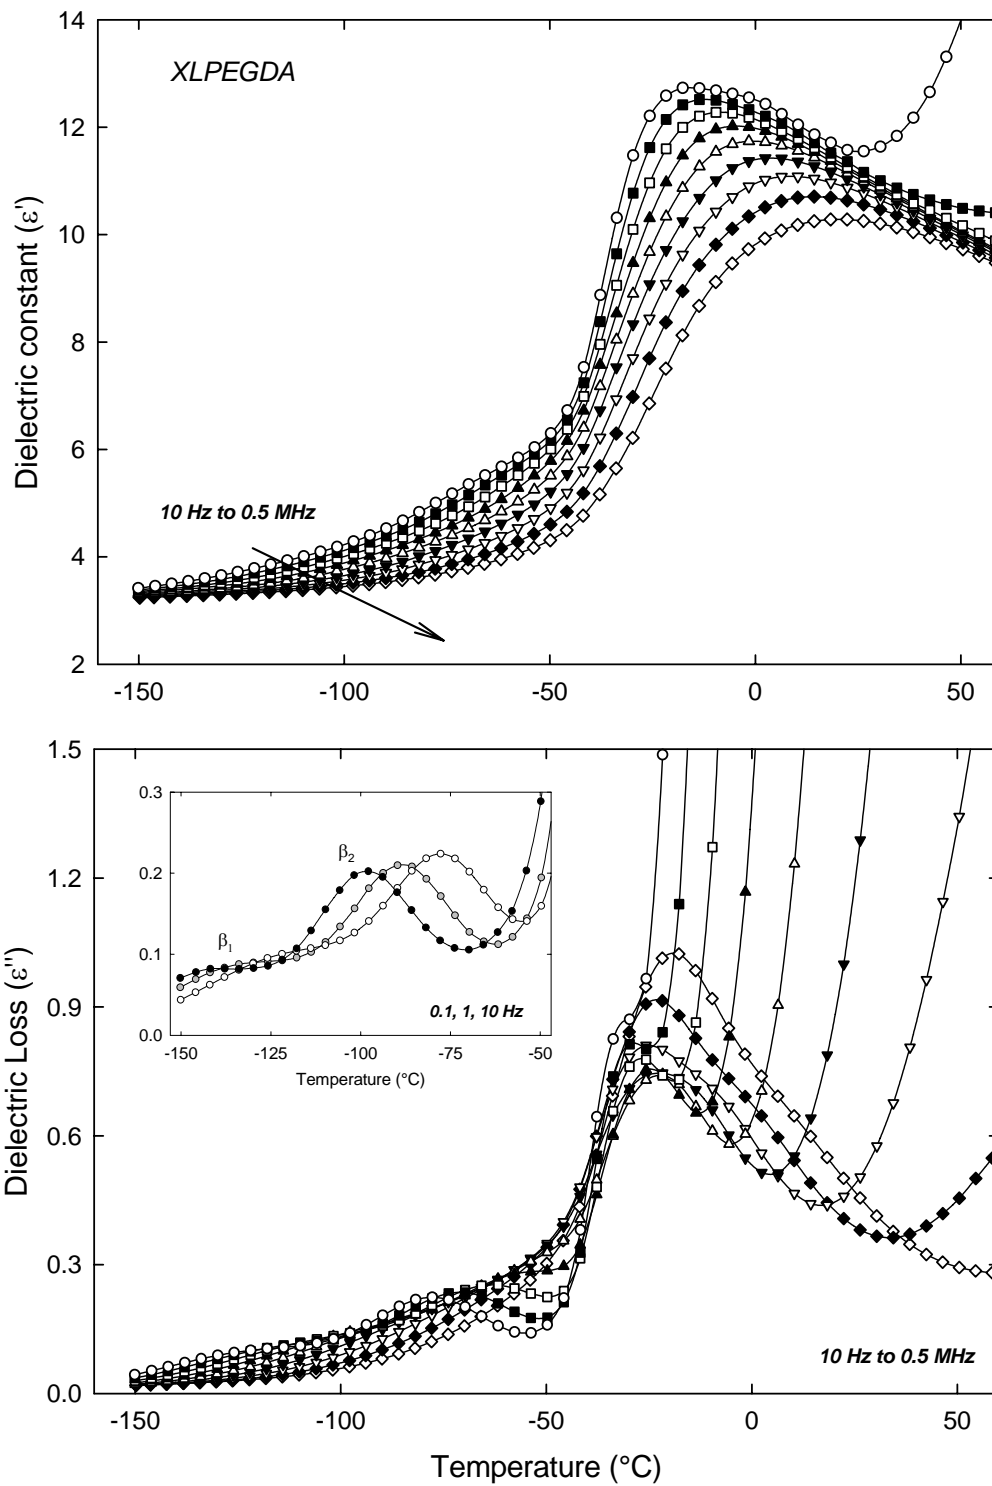 14
12
10
8
6
4
2
Dielectric constant (ε')
XLPEGDA
10 Hz to 0.5 MHz
-150 -100 -50 0 50
1.5
1.2
0.9
0.6
0.3
0.0
Dielectric Loss (ε'')
0.3
0.2
0.1
0.0
β2
β1
0.1, 1, 10 Hz
-150 -125 -100 -75 -50
Temperature (°C)
10 Hz to 0.5 MHz
-150 -100 -50 0 50
Temperature (°C)